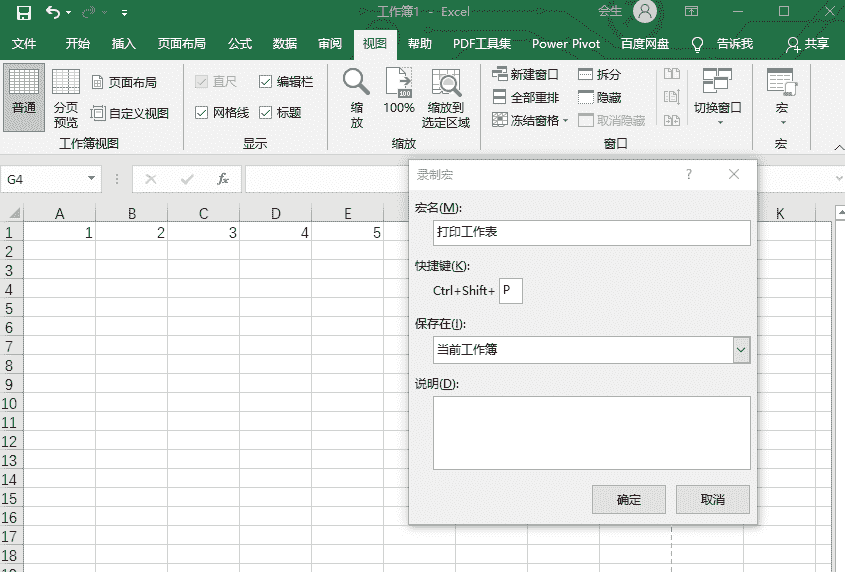 工作簿1 - Excel
会生
文件 开始 插入 页面布局 公式 数据 审阅 视图 帮助 PDF工具集 Power Pivot 百度网盘 告诉我 共享
普通
分页
预览
页面布局
自定义视图
工作簿视图
直尺 编辑栏
网格线 标题
显示
缩
放
100%
100
缩放到
选定区域
缩放
新建窗口
全部重排
冻结窗格
拆分
隐藏
取消隐藏
切换窗口
窗口
宏
宏
G4
fx
A B C D E K
1 1 2 3 4 5
2
3
4
5
6
7
8
9
10
11
12
13
14
15
16
17
18
录制宏 ?
宏名(M):
打印工作表
快捷键(K):
Ctrl+Shift+ P
保存在(I):
当前工作簿
说明(D):
确定 取消